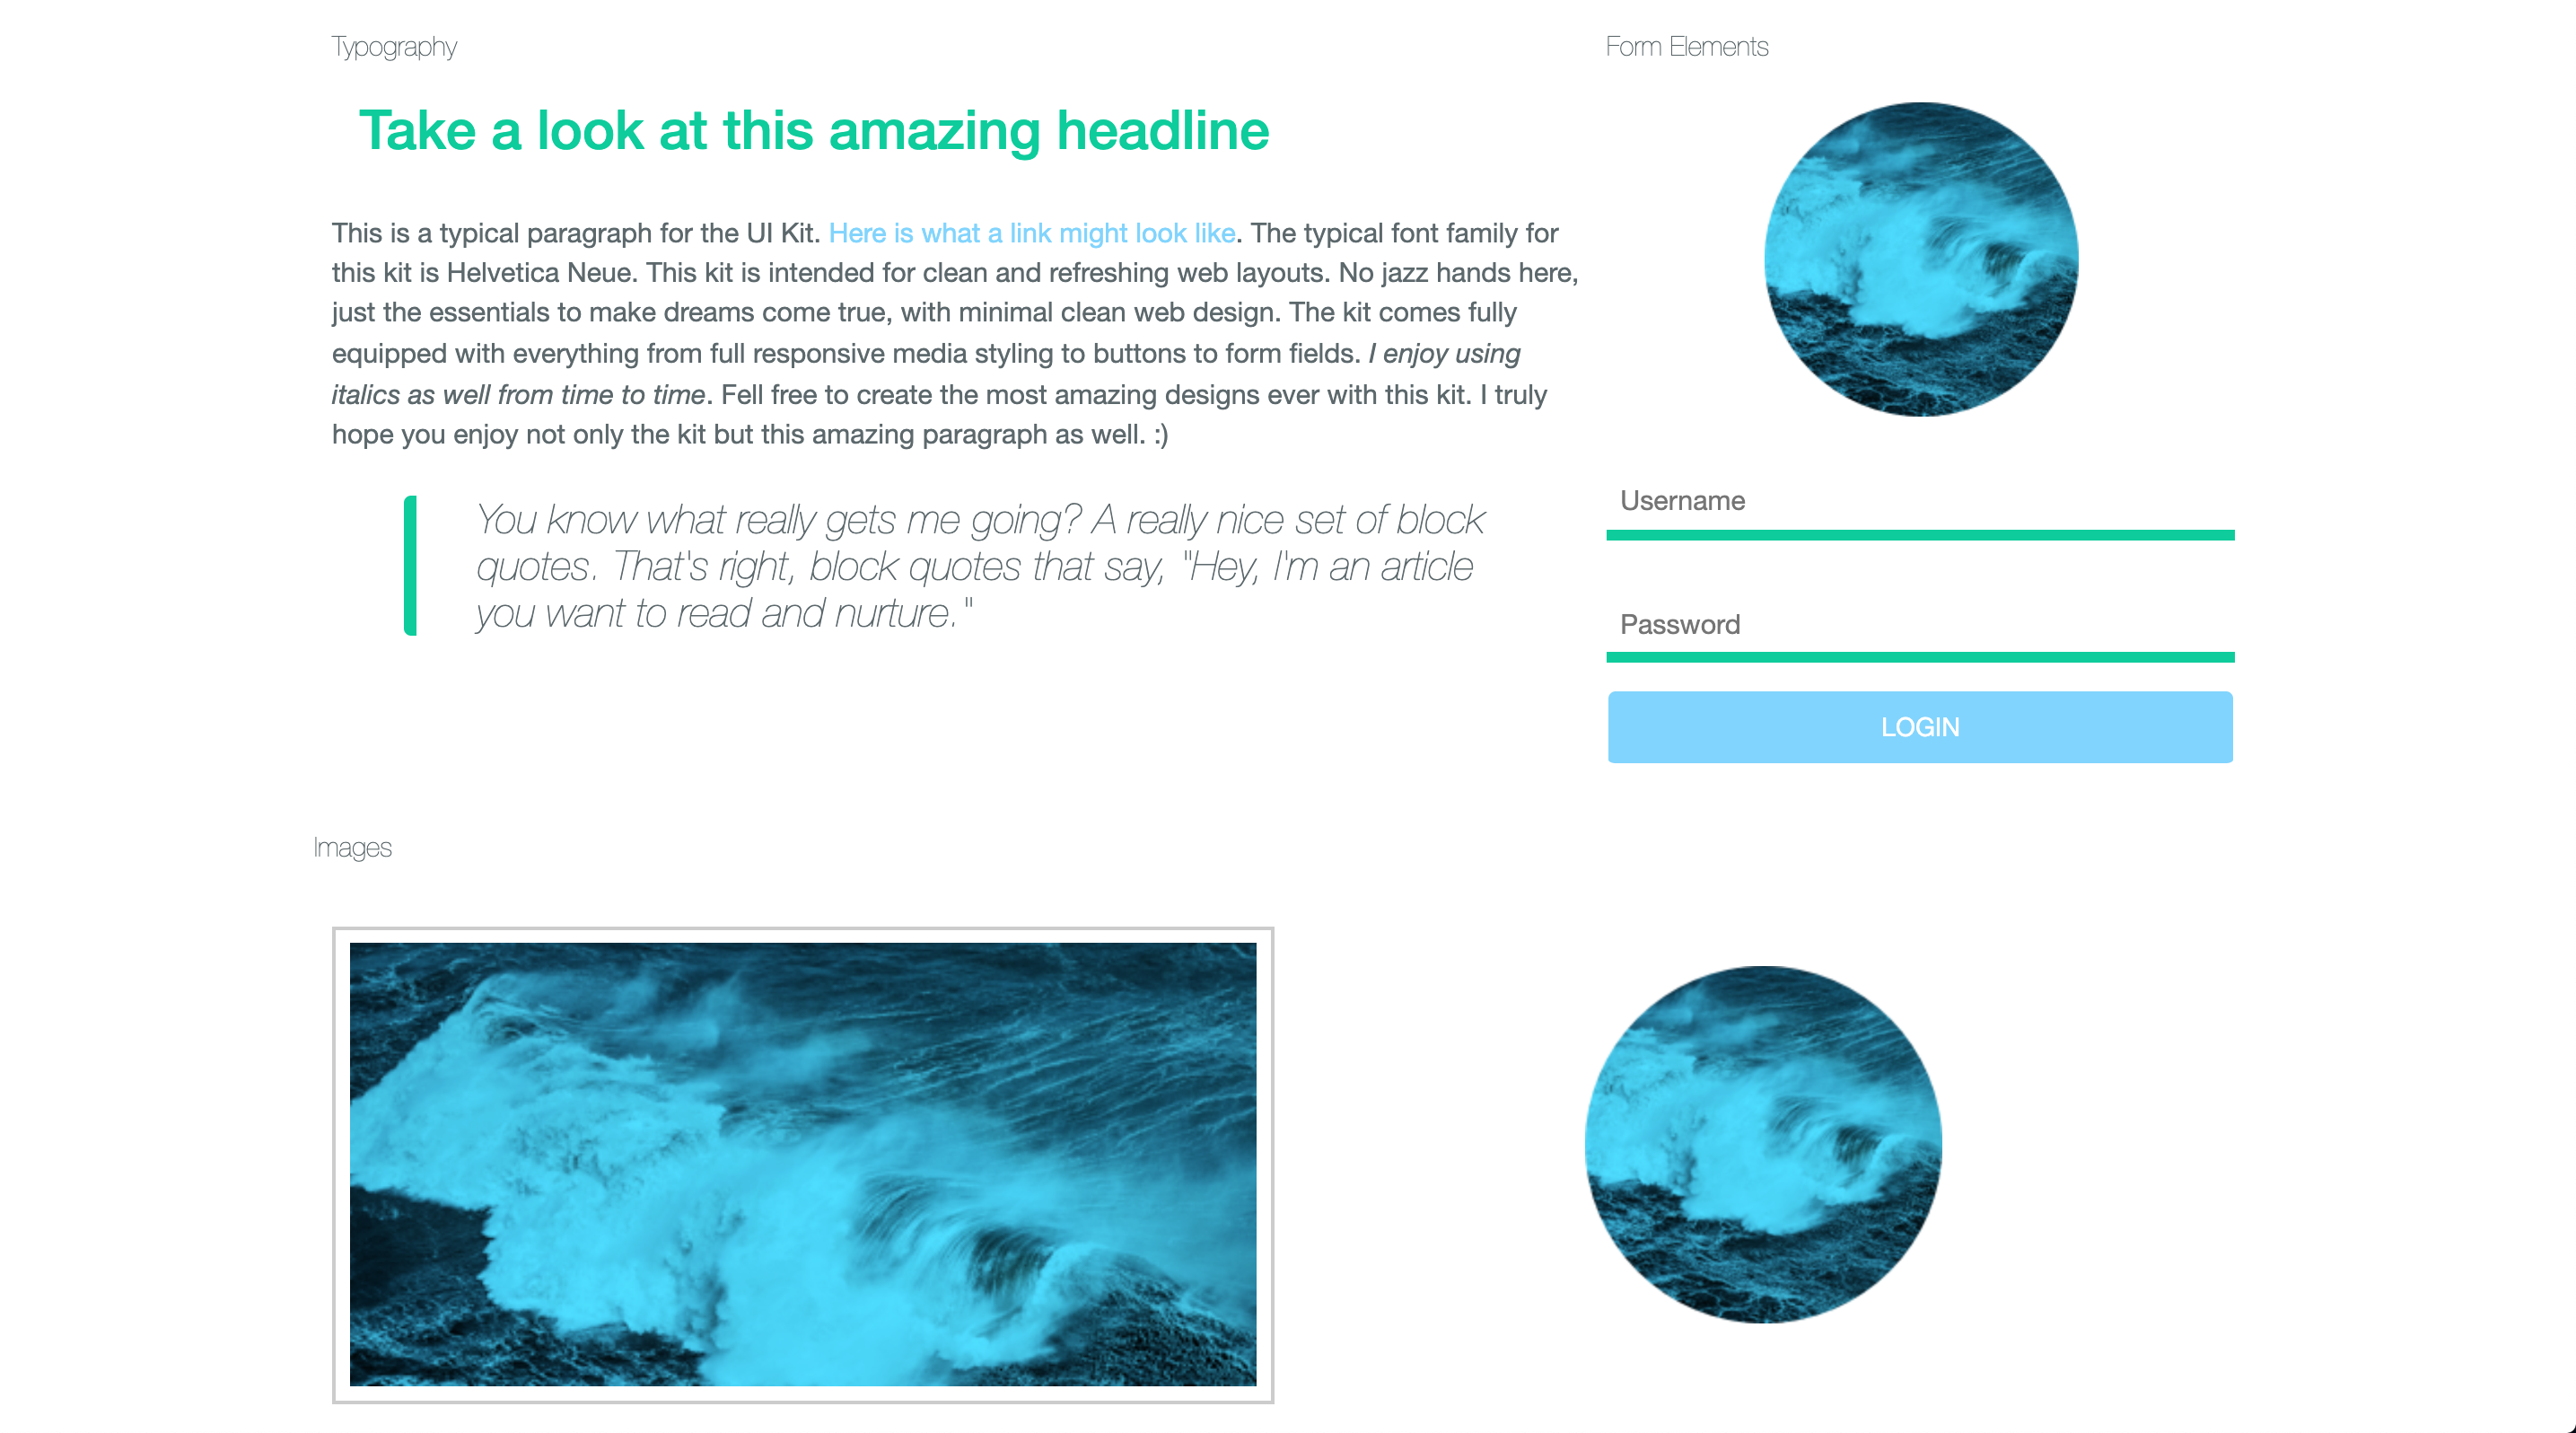 Typography
Take a look at this amazing headline
This is a typical paragraph for the UI Kit. Here is what a link might look like. The typical font family for
this kit is Helvetica Neue. This kit is intended for clean and refreshing web layouts. No jazz hands here,
just the essentials to make dreams come true, with minimal clean web design. The kit comes fully
equipped with everything from full responsive media styling to buttons to form fields. I enjoy using
italics as well from time to time. Fell free to create the most amazing designs ever with this kit. I truly
hope you enjoy not only the kit but this amazing paragraph as well. :)
You know what really gets me going? A really nice set of block
quotes. That's right, block quotes that say, "Hey, I'm an article
you want to read and nurture."
Form Elements
Username
Password
LOGIN
Images